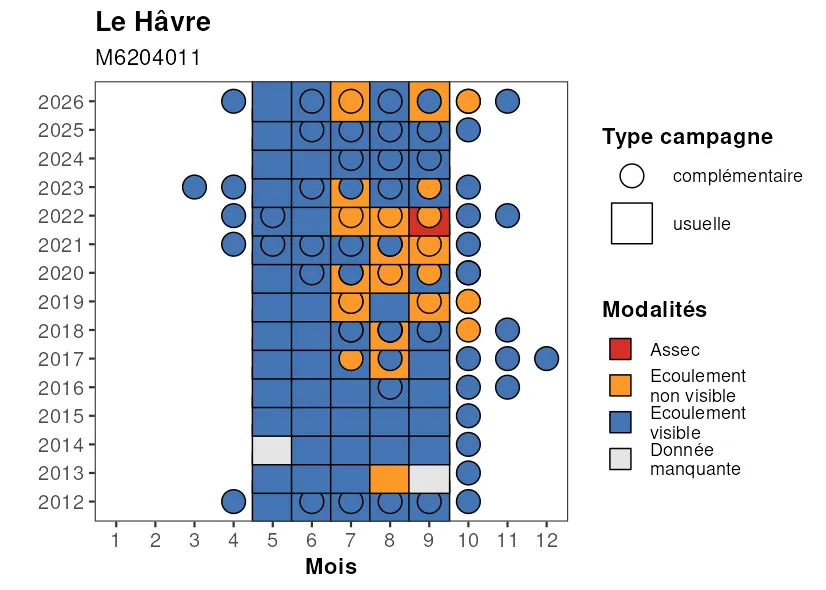 Le Hâvre
M6204011
2026
2025
2024
2023
2022
2021
2020
2019
2018
2017
2016
2015
2014
2013
2012
1 2 3 4 5 6 7 8 9 10 11 12
Mois
Type campagne
complémentaire
usuelle
Modalités
Assec
Ecoulement
non visible
Ecoulement
visible
Donnée
manquante